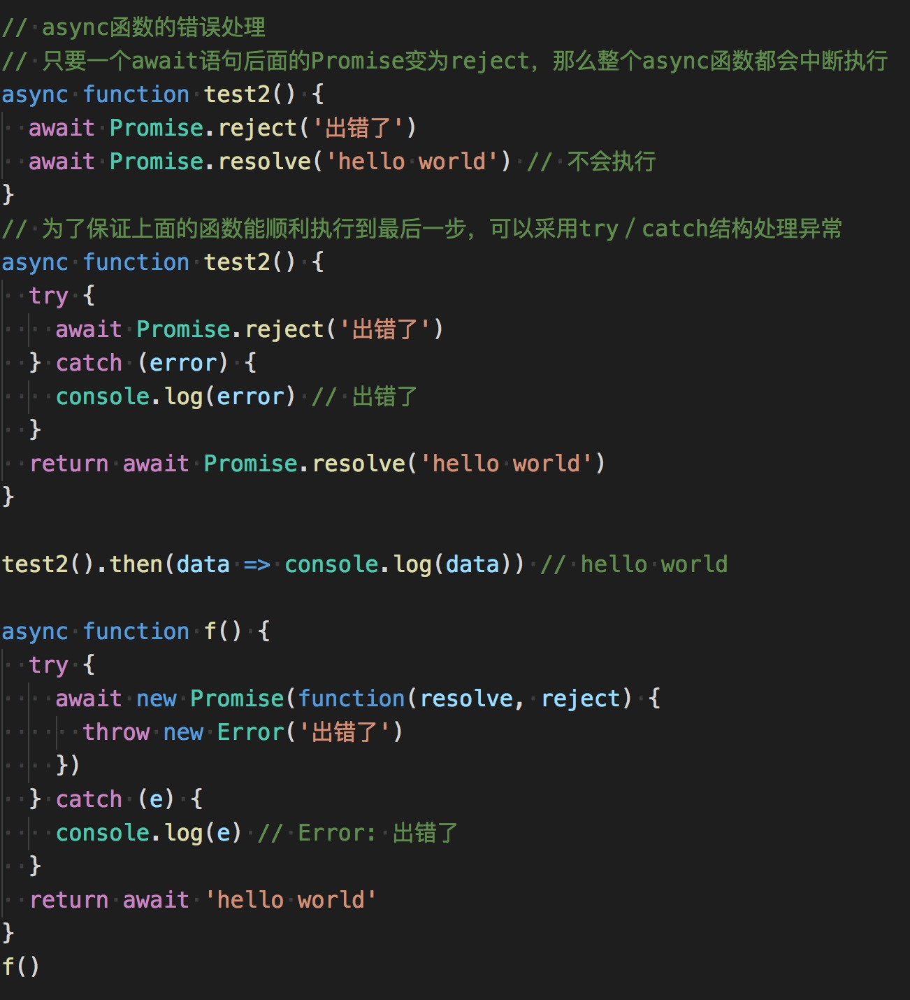 // async函数的错误处理
// 只要一个await语句后面的Promise变为reject，那么整个async函数都会中断执行
async function test2() {
  await Promise.reject('出错了')
  await Promise.resolve('hello world') // 不会执行
}
// 为了保证上面的函数能顺利执行到最后一步，可以采用try／catch结构处理异常
async function test2() {
  try {
    await Promise.reject('出错了')
  } catch (error) {
    console.log(error) // 出错了
  }
  return await Promise.resolve('hello world')
}

test2().then(data => console.log(data)) // hello world

async function f() {
  try {
    await new Promise(function(resolve, reject) {
      throw new Error('出错了')
    })
  } catch (e) {
    console.log(e) // Error: 出错了
  }
  return await 'hello world'
}
f()